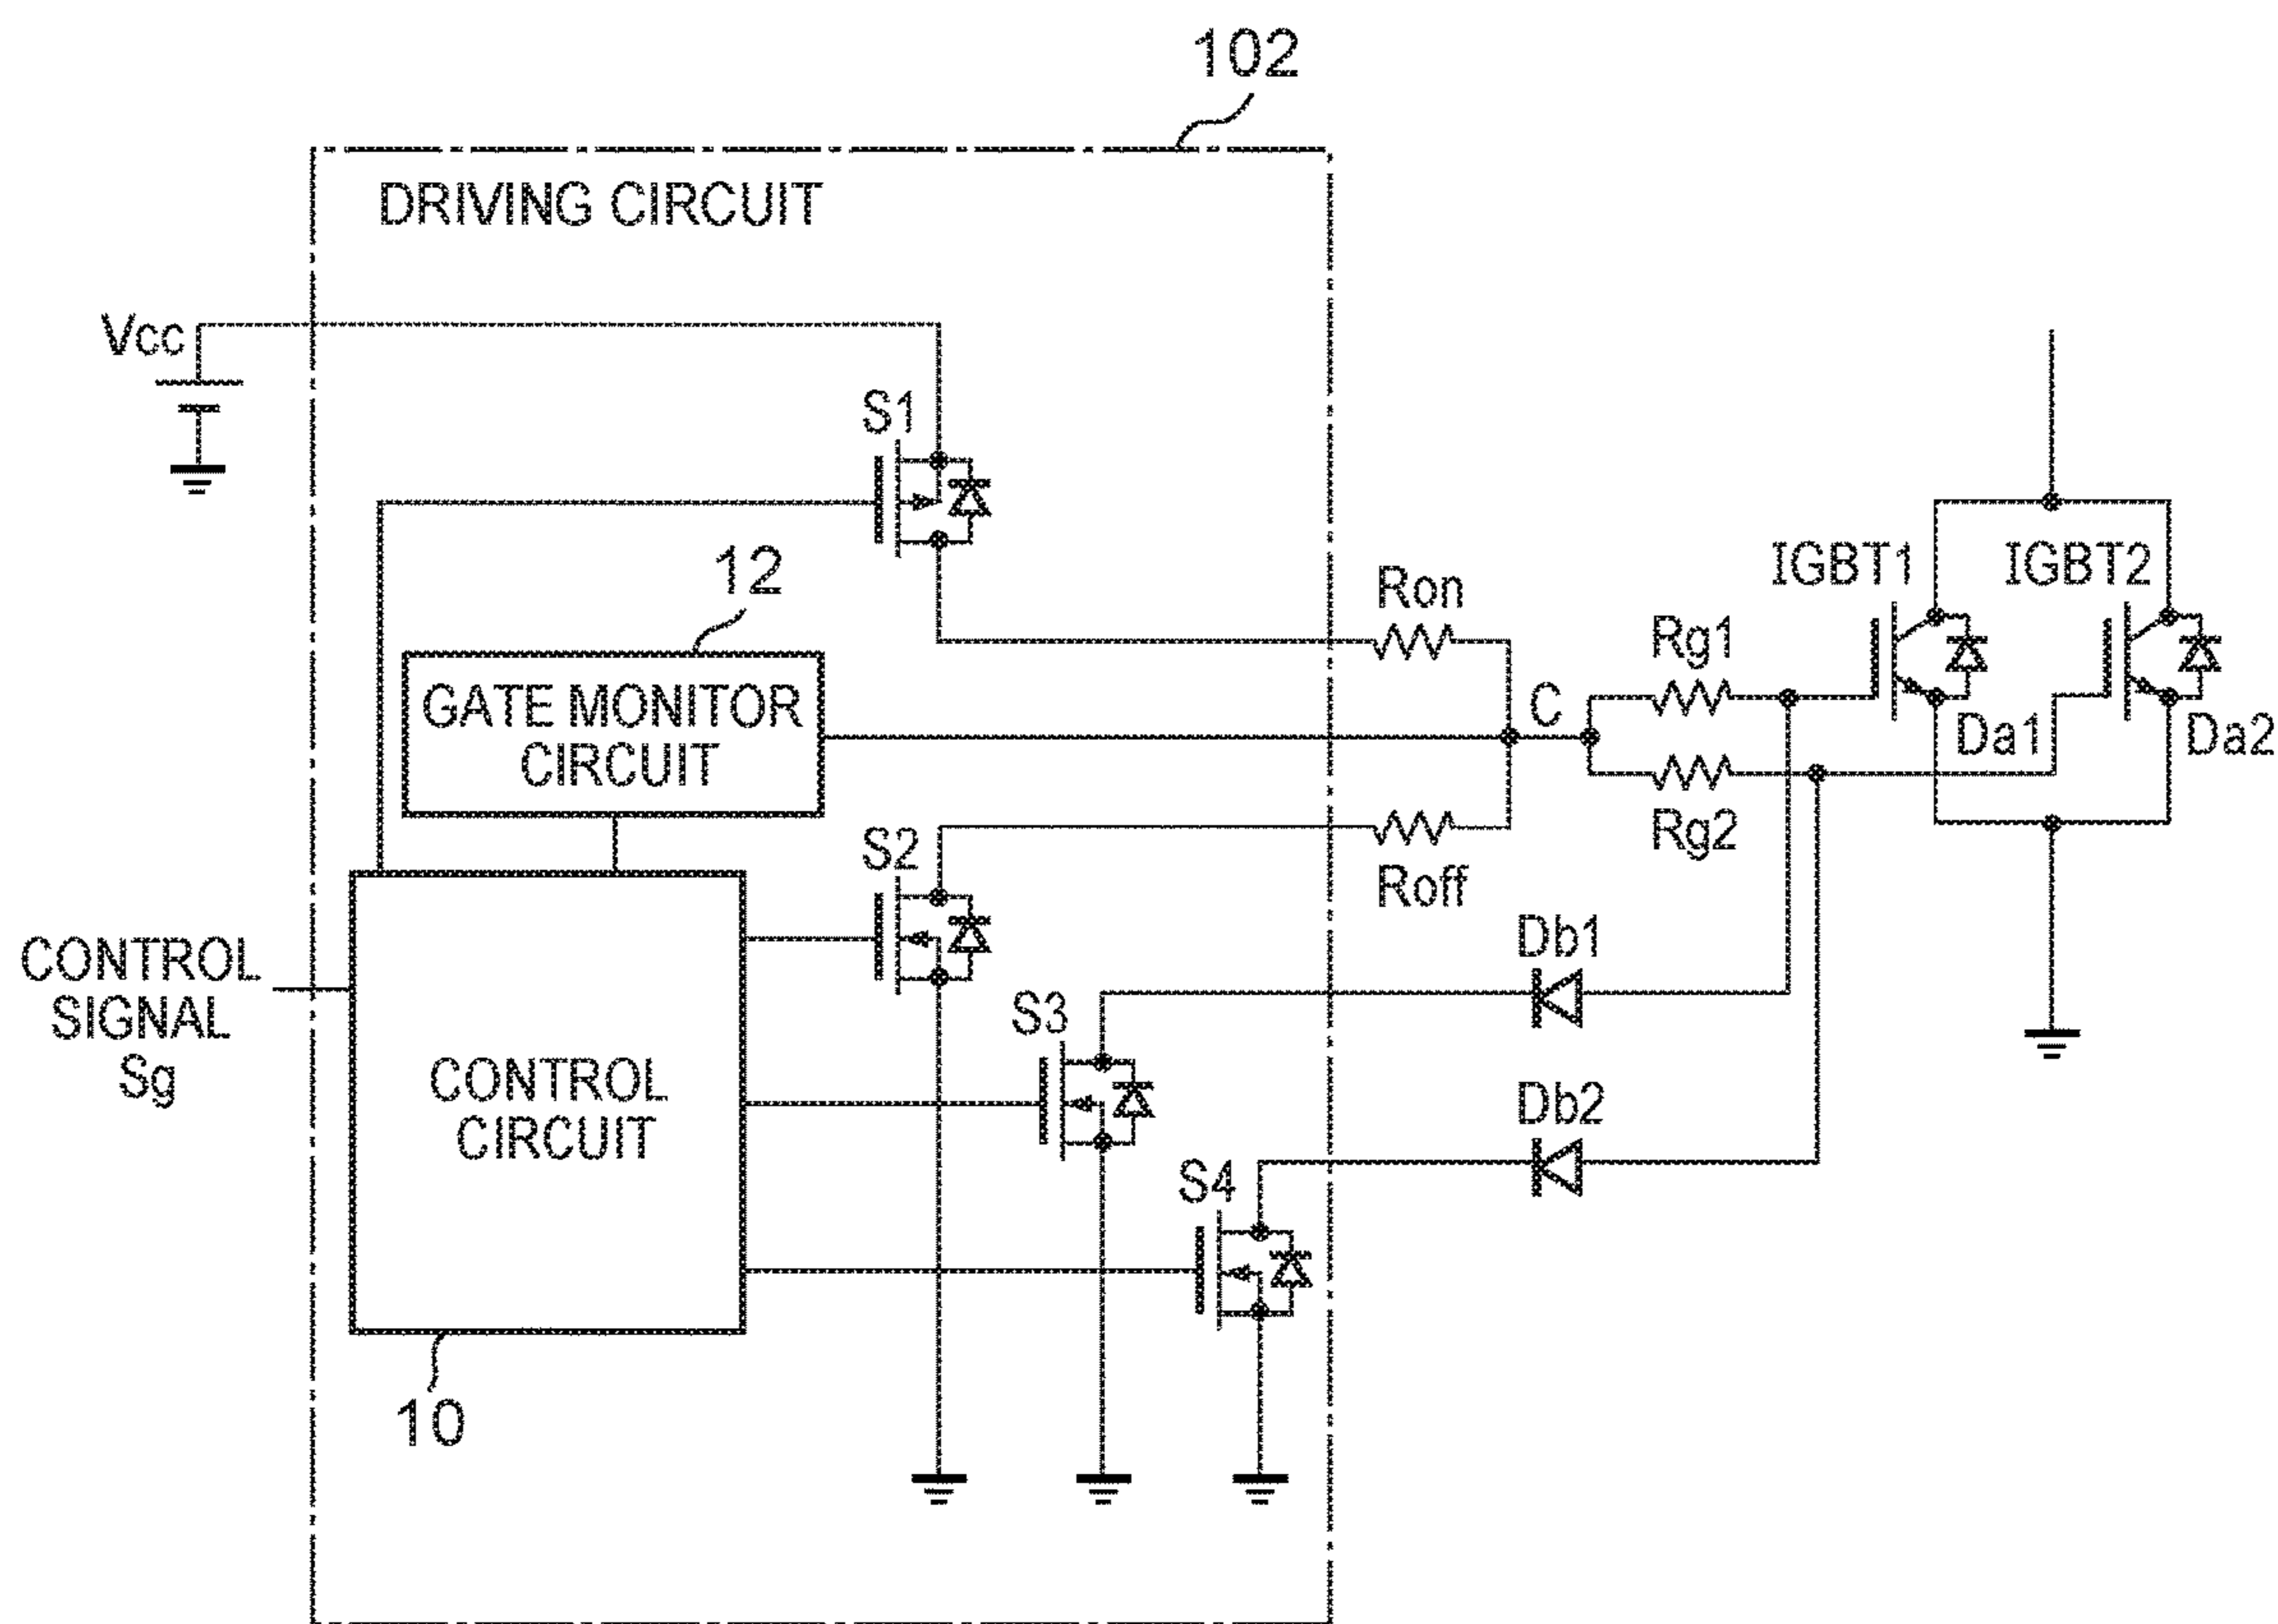 102
DRIVING CIRCUIT
Vcc
S1
12
GATE MONITOR
CIRCUIT
Ron
C
Rg1
Rg2
IGBT1
IGBT2
Da1
Da2
S2
Roff
CONTROL
SIGNAL
Sg
CONTROL
CIRCUIT
S3
Db1
Db2
S4
10